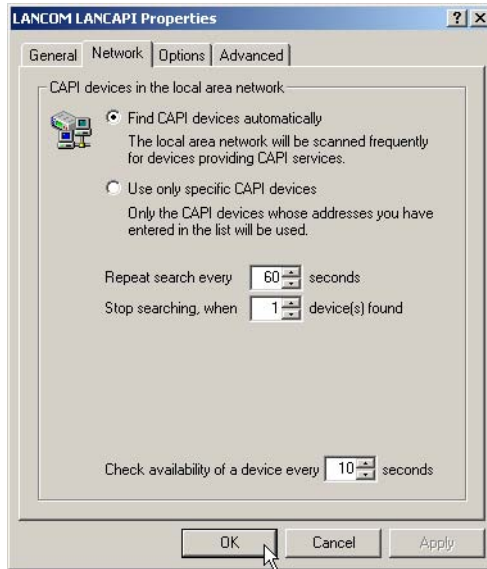 LANCOM LANCAPI Properties
General Network Options Advanced
CAPI devices in the local area network
Find CAPI devices automatically
The local area network will be scanned frequently
for devices providing CAPI services.
Use only specific CAPI devices
Only the CAPI devices whose addresses you have
entered in the list will be used.
Repeat search every 60 seconds
Stop searching, when 1 device(s) found
Check availability of a device every 10 seconds
OK Cancel Apply